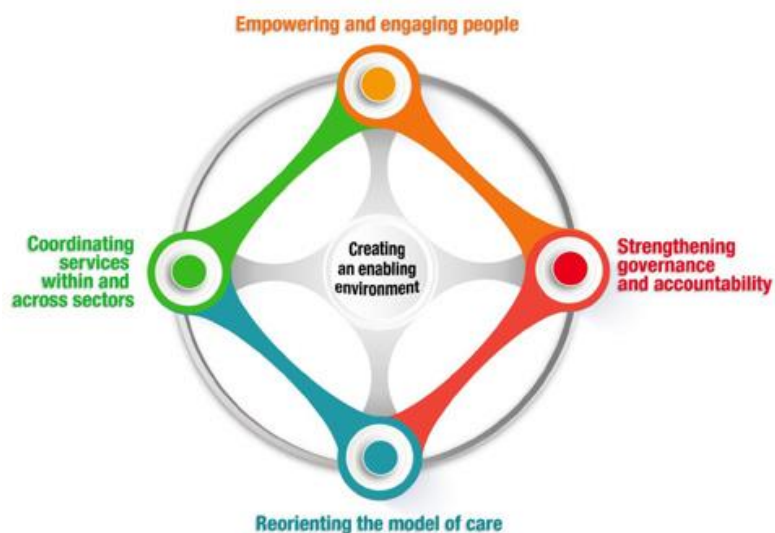 Empowering and engaging people
Coordinating
services
within and
across sectors
Creating
an enabling
environment
Strengthening
governance
and accountability
Reorienting the model of care